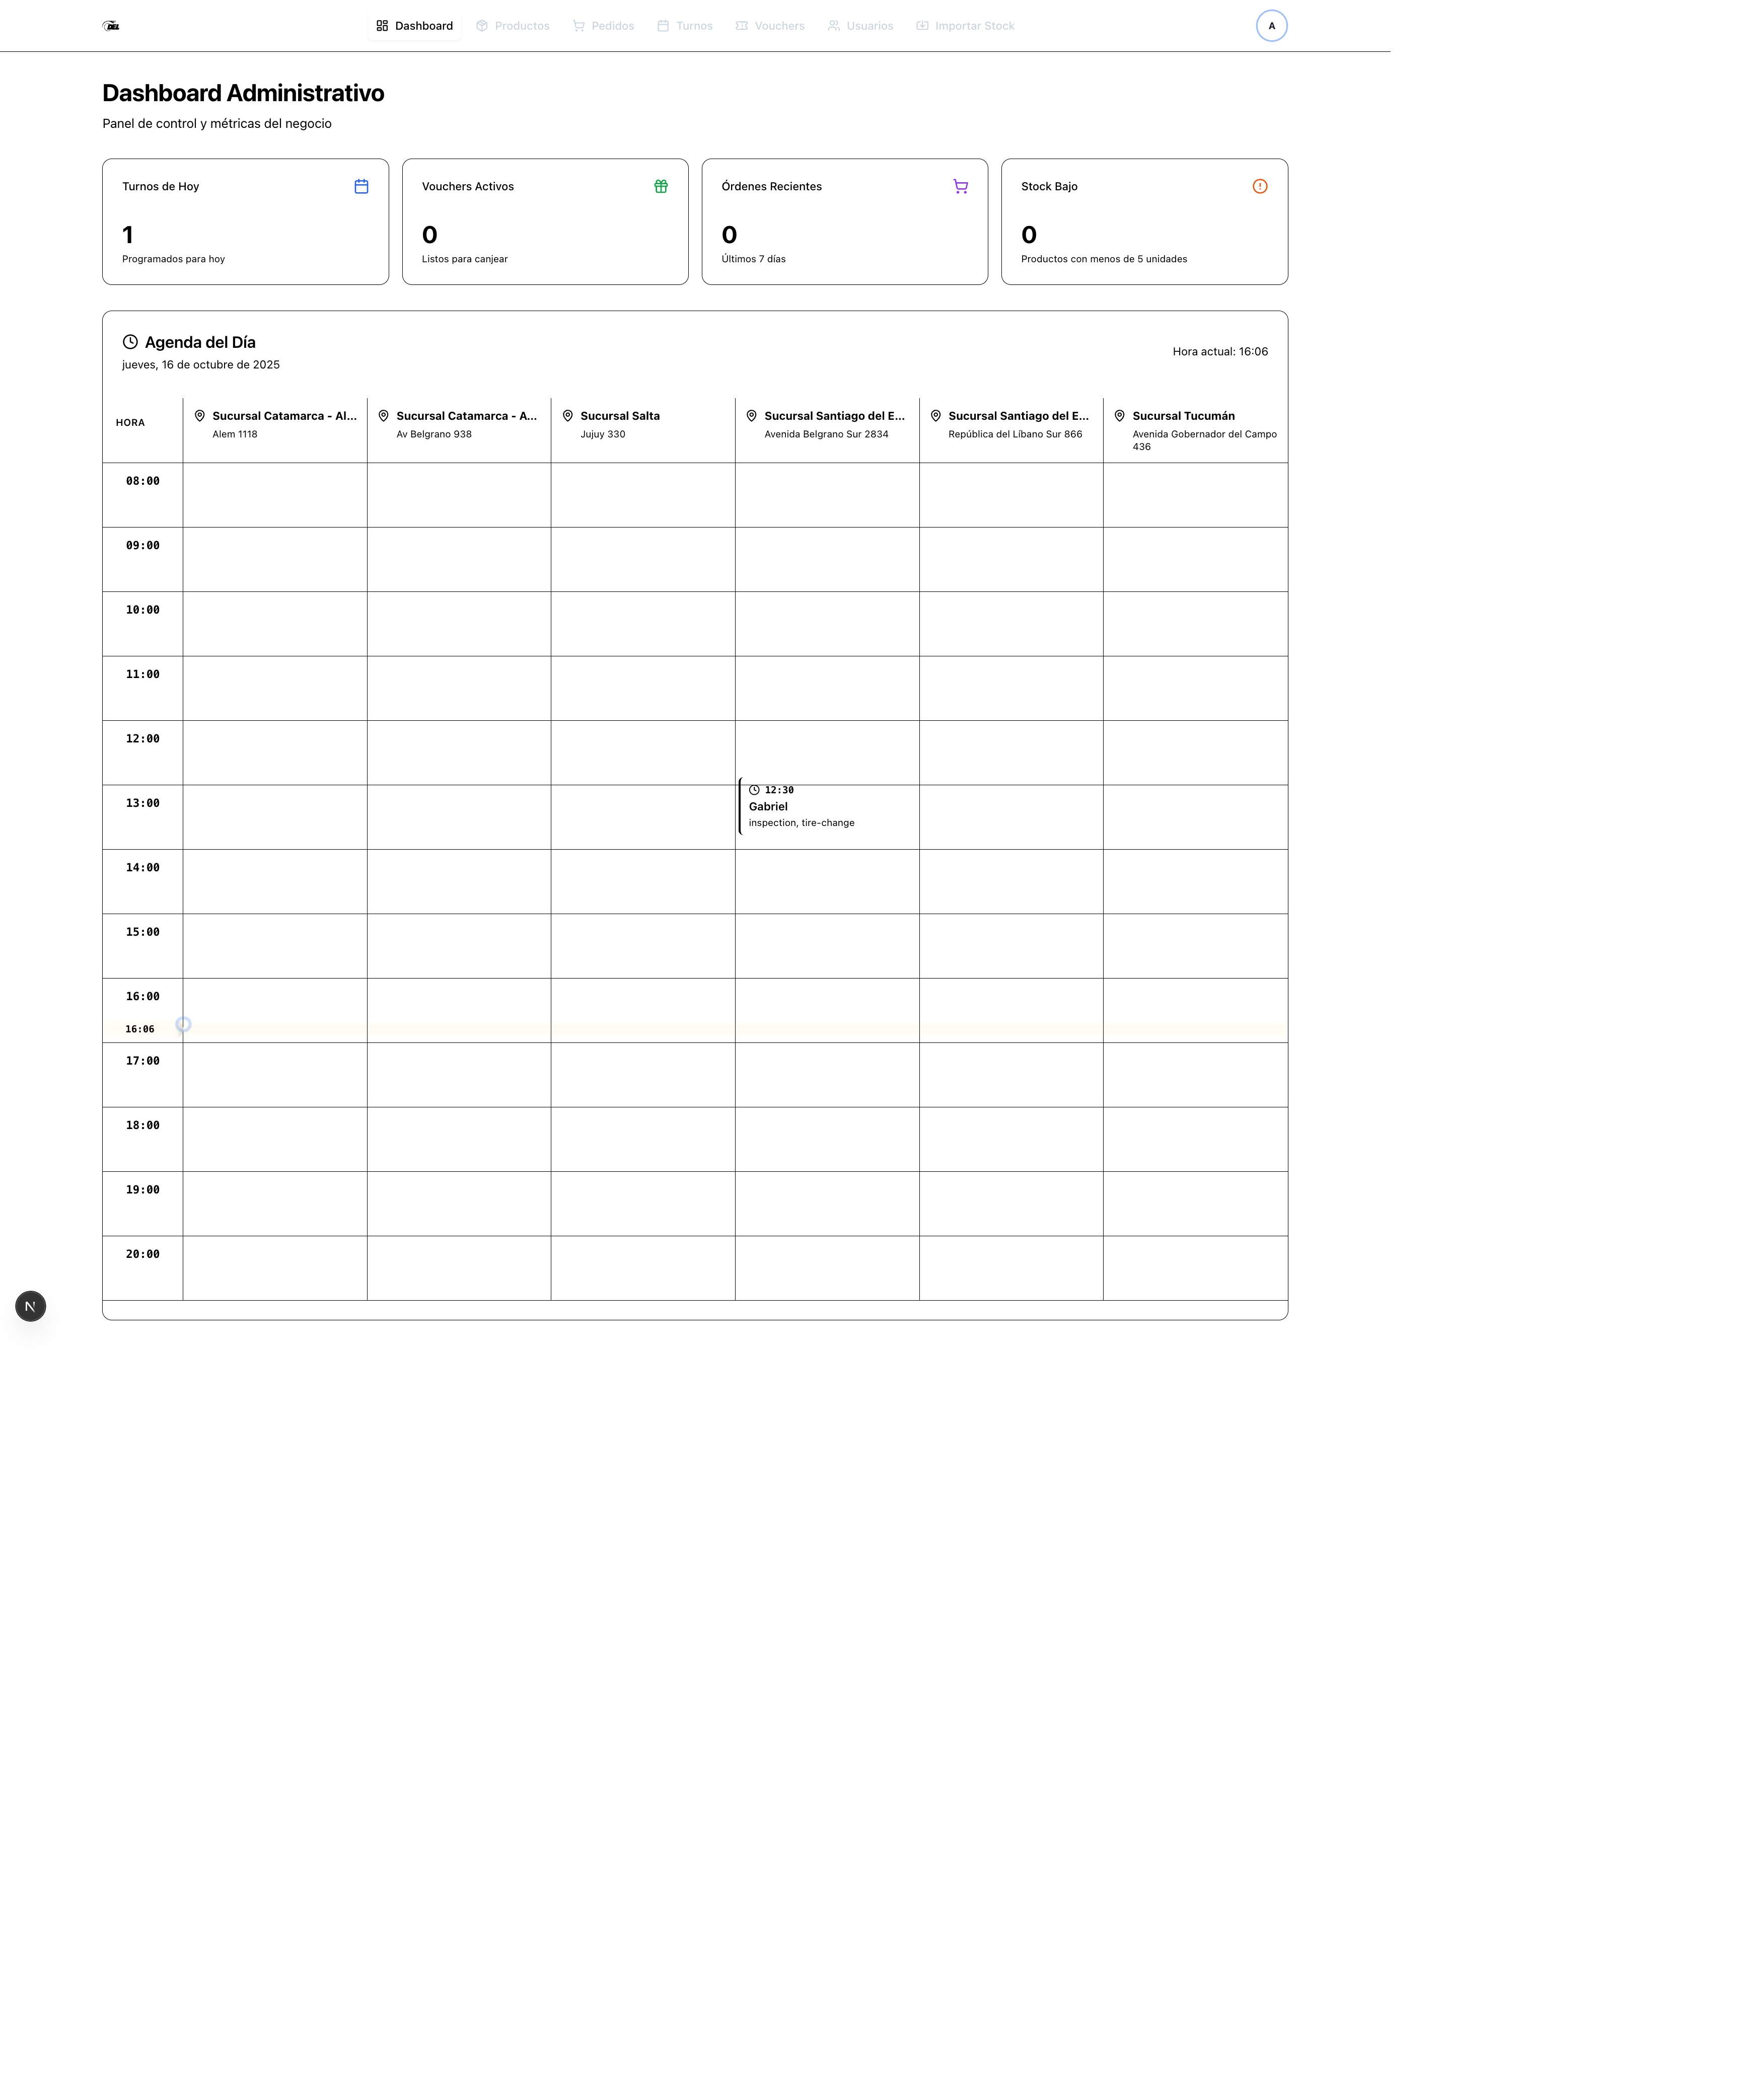 DEL
Dashboard Productos Pedidos Turnos Vouchers Usuarios Importar Stock A
Dashboard Administrativo
Panel de control y métricas del negocio
Turnos de Hoy
1
Programados para hoy
Vouchers Activos
0
Listos para canjear
Órdenes Recientes
0
Últimos 7 días
Stock Bajo
0
Productos con menos de 5 unidades
Agenda del Día
jueves, 16 de octubre de 2025
Hora actual: 16:06
HORA
Sucursal Catamarca - Al...
Alem 1118
Sucursal Catamarca - A...
Av Belgrano 938
Sucursal Salta
Jujuy 330
Sucursal Santiago del E...
Avenida Belgrano Sur 2834
Sucursal Santiago del E...
República del Líbano Sur 866
Sucursal Tucumán
Avenida Gobernador del Campo
436
08:00
09:00
10:00
11:00
12:00
12:30
Gabriel
inspection, tire-change
13:00
14:00
15:00
16:00
16:06
17:00
18:00
19:00
20:00
N